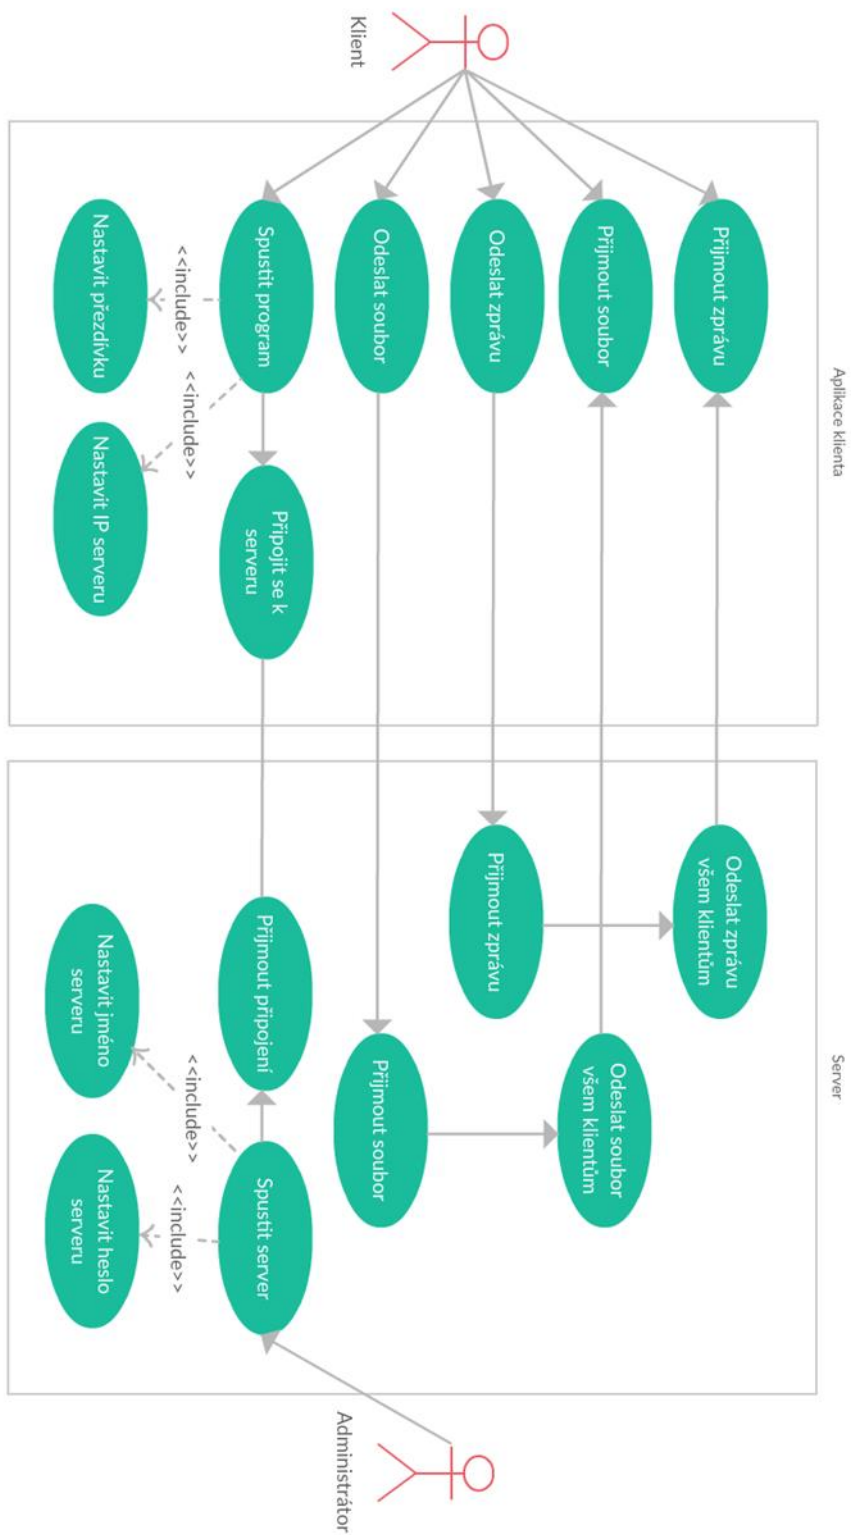 Aplikace klienta
Server
Klient
Přijmout zprávu
Přijmout soubor
Odeslat zprávu
Odeslat soubor
Spustit program
<<include>>
<<include>>
Nastavit přezdívku
Nastavit IP serveru
Připojit se k
serveru
Odeslat zprávu
všem klientům
Odeslat soubor
všem klientům
Přijmout zprávu
Přijmout soubor
Přijmout připojení
Spustit server
<<include>>
<<include>>
Nastavit jméno
serveru
Nastavit heslo
serveru
Administrátor